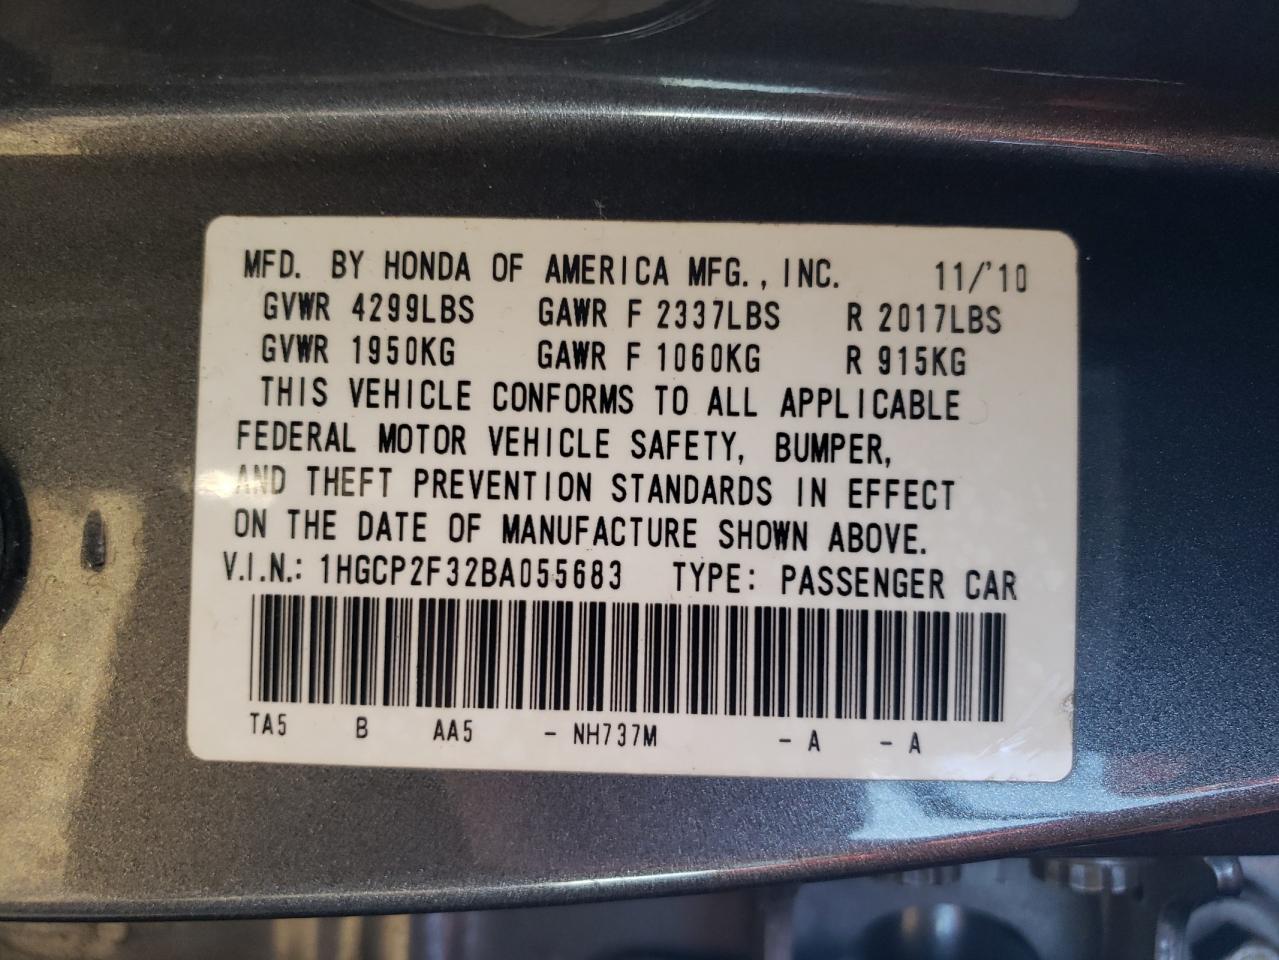 MFD. BY HONDA OF AMERICA MFG., INC. 11/'10
GVWR 4299LBS GAWR F 2337LBS R 2017LBS
GVWR 1950KG GAWR F 1060KG R 915KG
THIS VEHICLE CONFORMS TO ALL APPLICABLE
FEDERAL MOTOR VEHICLE SAFETY, BUMPER,
AND THEFT PREVENTION STANDARDS IN EFFECT
ON THE DATE OF MANUFACTURE SHOWN ABOVE.
V.I.N.: 1HGCP2F32BA055683 TYPE: PASSENGER CAR
TA5 B AA5 - NH737M - A - A